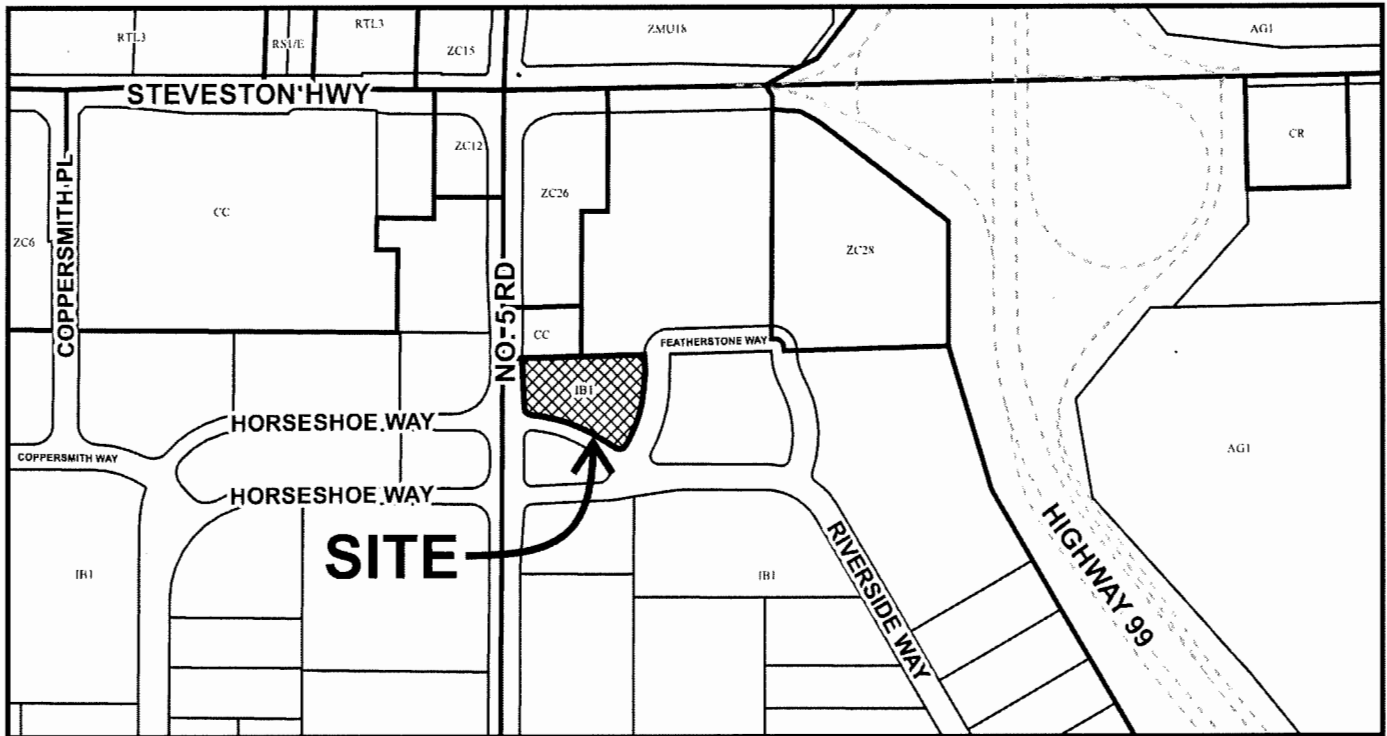 RTL3
RS1/E
RTL3
ZC15
ZMU18
AG1
STEVESTON HWY
CR
ZC12
COPPERSMITH PL
CC
ZC26
ZC6
ZC28
NO. 5 RD
CC
FEATHERSTONE WAY
IB1
HORSESHOE WAY
COPPERSMITH WAY
AG1
HORSESHOE WAY
SITE
HIGHWAY 99
RIVERSIDE WAY
IB1
IB1